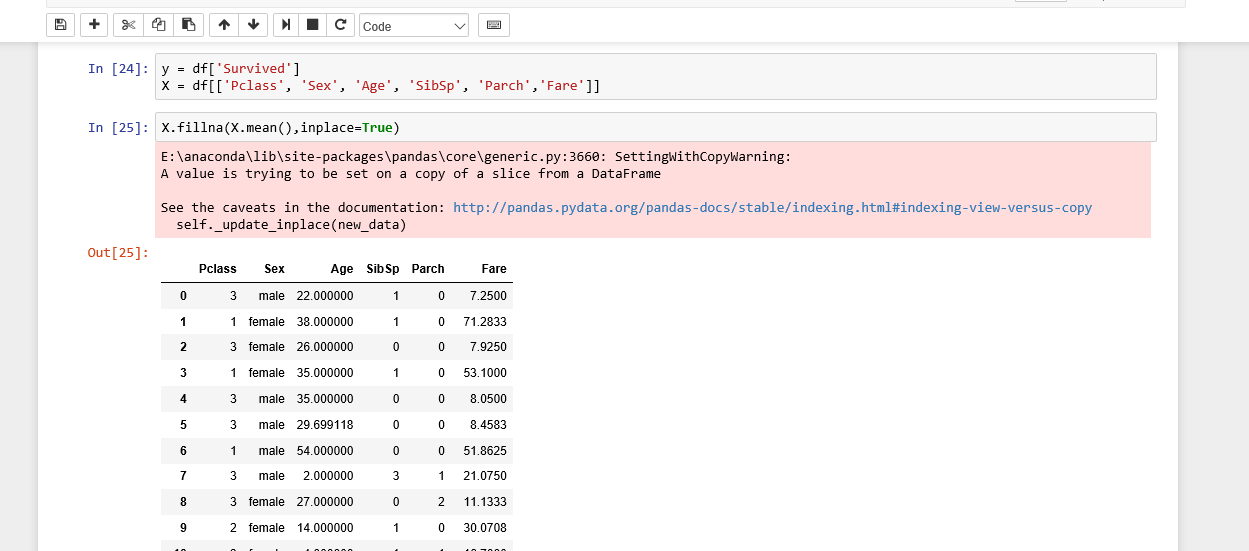 Code
In [24]: y = df['Survived']
X = df[['Pclass', 'Sex', 'Age', 'SibSp', 'Parch','Fare']]
In [25]: X.fillna(X.mean(),inplace=True)
E:\anaconda\lib\site-packages\pandas\core\generic.py:3660: SettingWithCopyWarning:
A value is trying to be set on a copy of a slice from a DataFrame
See the caveats in the documentation: http://pandas.pydata.org/pandas-docs/stable/indexing.html#indexing-view-versus-copy
self._update_inplace(new_data)
Out[25]:
Pclass Sex Age SibSp Parch Fare
0 3 male 22.000000 1 0 7.2500
1 1 female 38.000000 1 0 71.2833
2 3 female 26.000000 0 0 7.9250
3 1 female 35.000000 1 0 53.1000
4 3 male 35.000000 0 0 8.0500
5 3 male 29.699118 0 0 8.4583
6 1 male 54.000000 0 0 51.8625
7 3 male 2.000000 3 1 21.0750
8 3 female 27.000000 0 2 11.1333
9 2 female 14.000000 1 0 30.0708